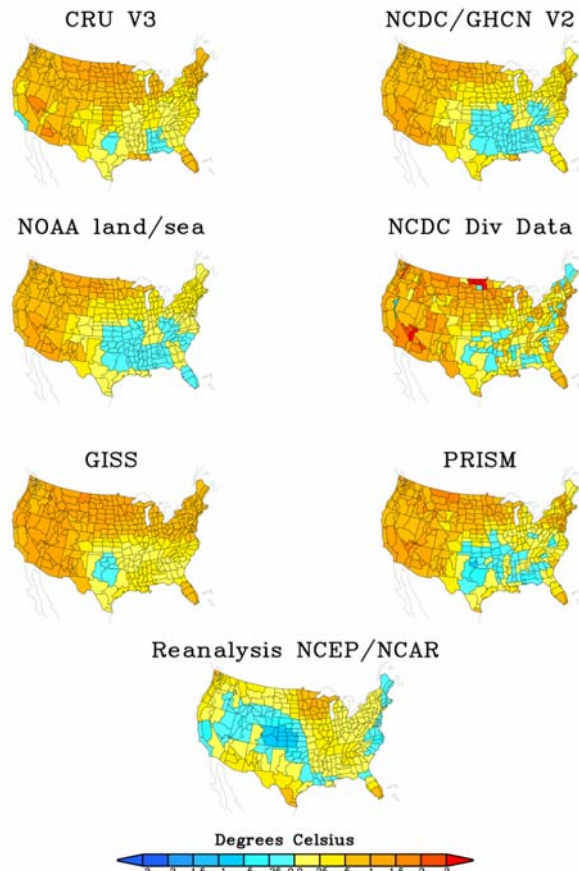 CRU V3
NCDC/GHCN V2
NOAA land/sea
NCDC Div Data
GISS
PRISM
Reanalysis NCEP/NCAR
Degrees Celsius